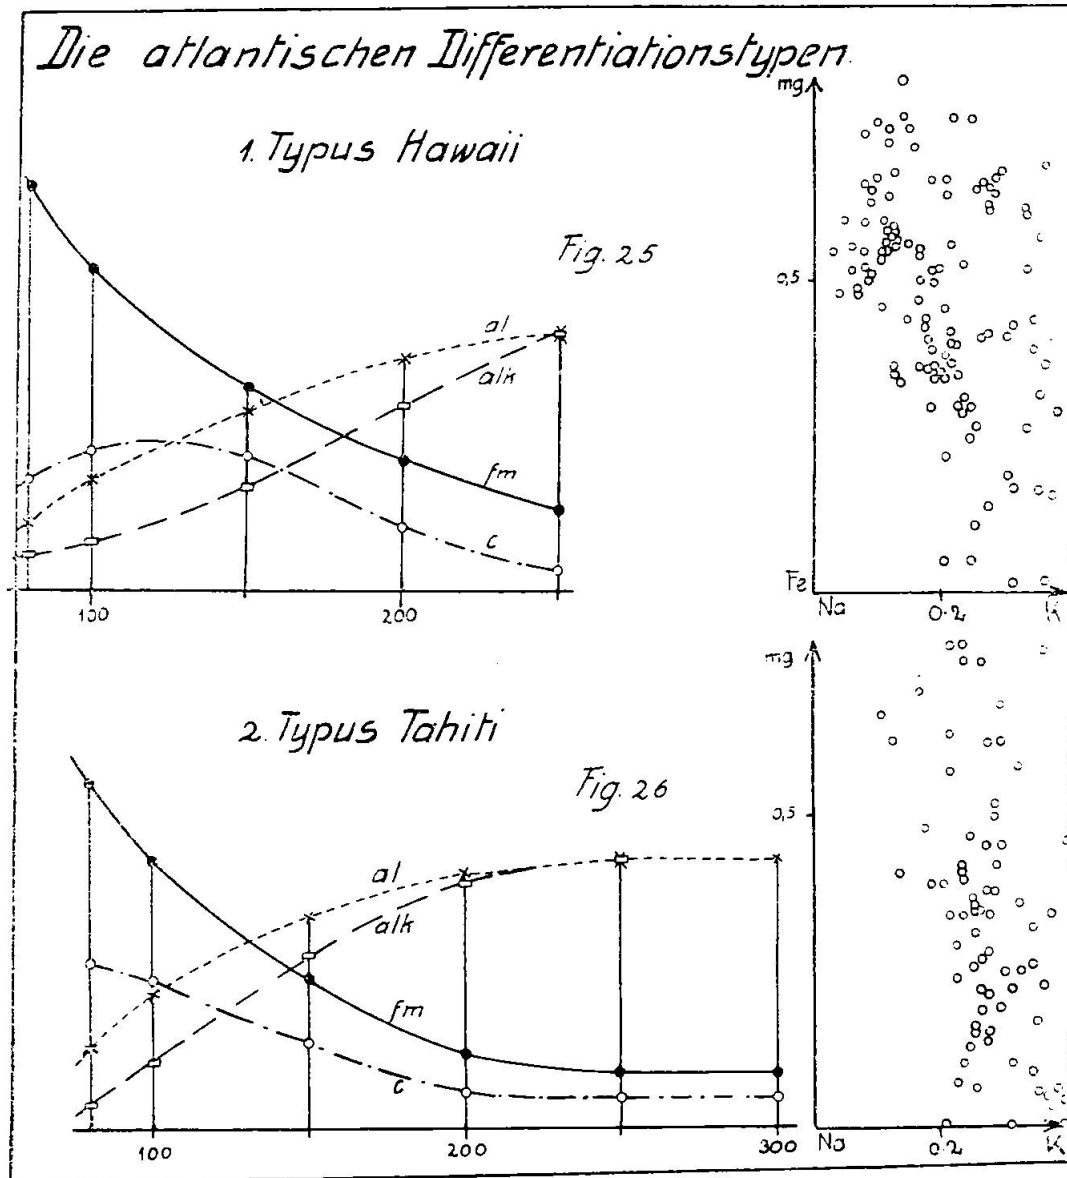 Die atlantischen Differentiationstypen.
1. Typus Hawaii
Fig. 25
al
alk
fm
c
100
200
mg
0,5
Fe
Na
0.2
K
2. Typus Tahiti
Fig. 26
al
alk
fm
c
100
200
300
mg
0,5
Na
0.2
K